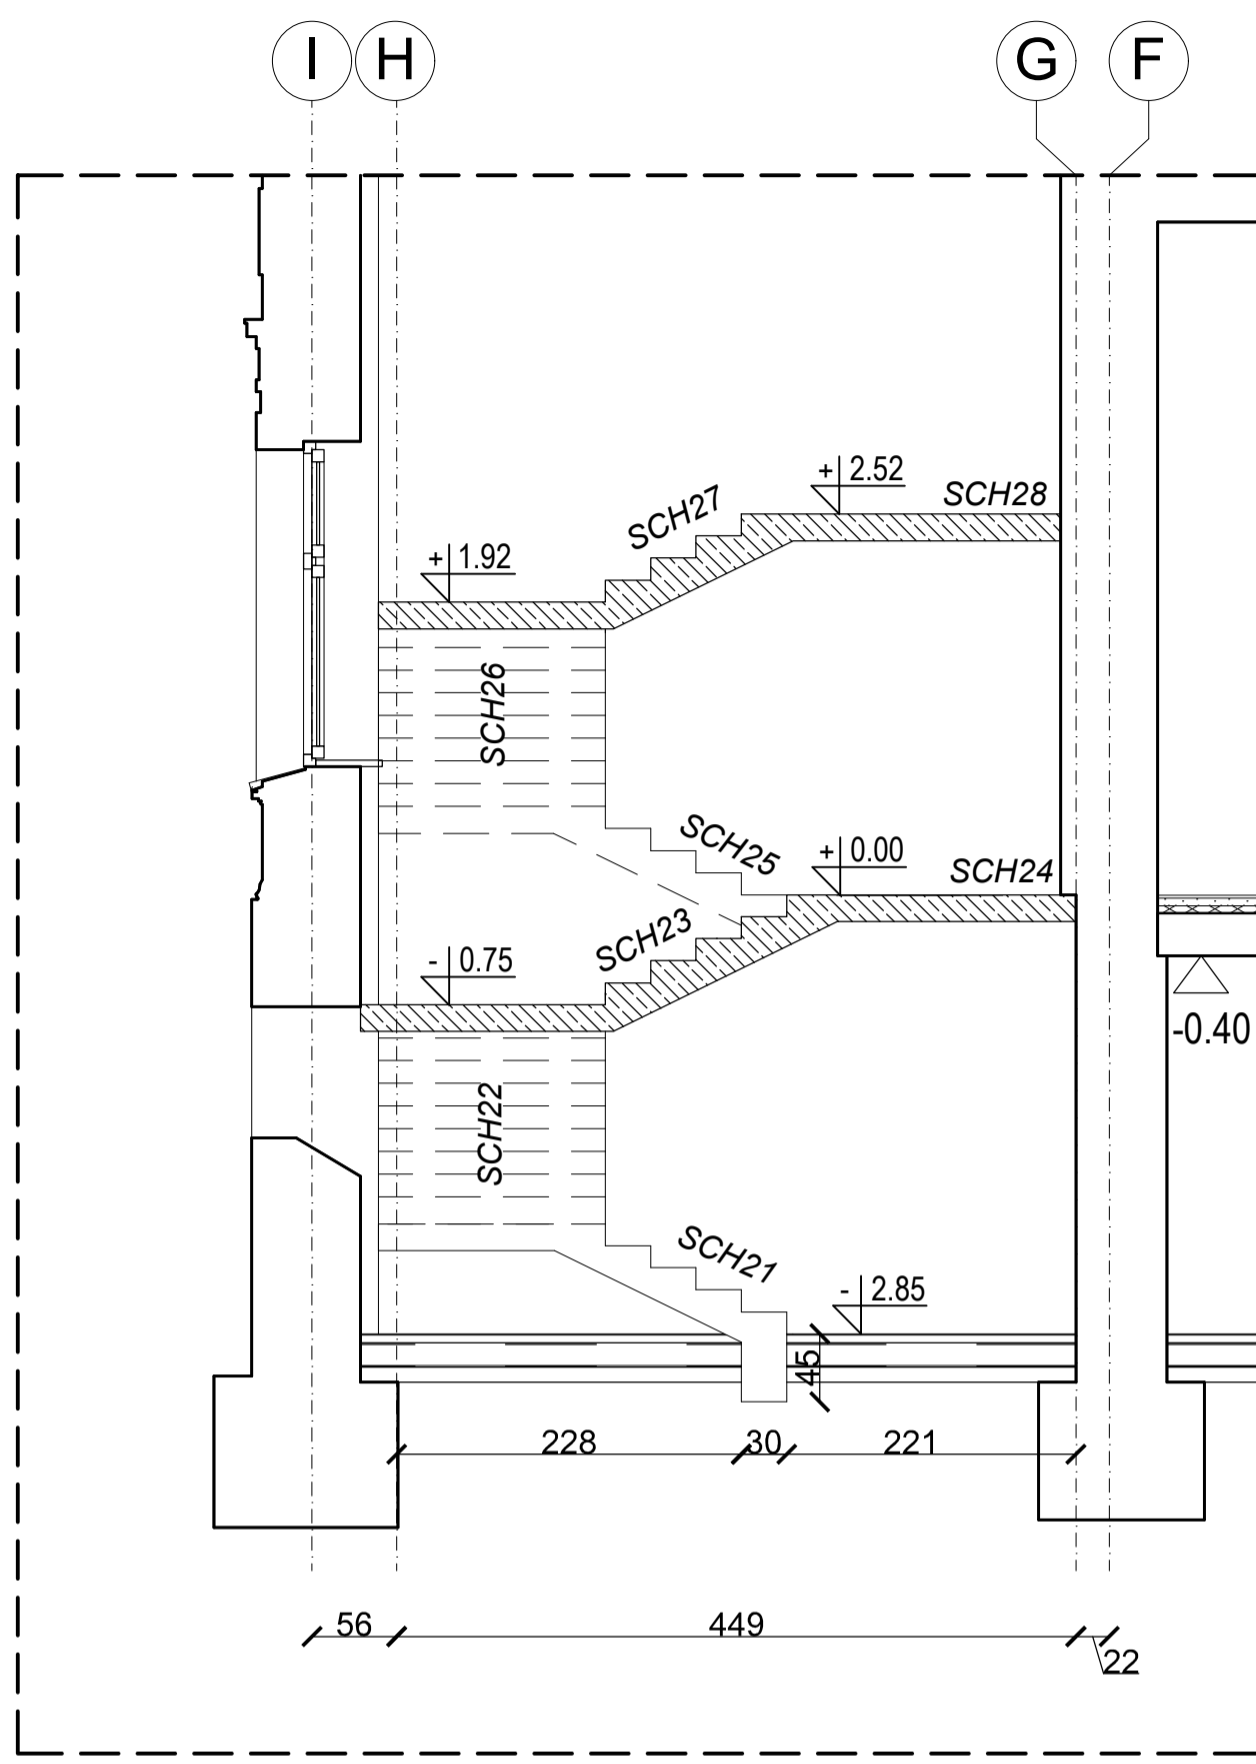 I H G F
+ 2.52
SCH28
SCH27
+ 1.92
SCH26
SCH25
+ 0.00
SCH24
SCH23
- 0.75
-0.40
SCH22
SCH21
- 2.85
45
228 30 221
56 449 22